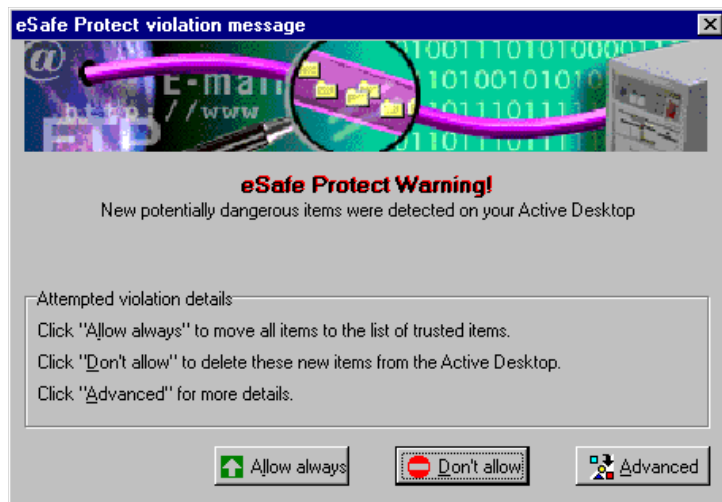 eSafe Protect violation message
@
E-mail
http://www
FTP
eSafe Protect Warning!
New potentially dangerous items were detected on your Active Desktop
Attempted violation details
Click "Allow always" to move all items to the list of trusted items.
Click "Don't allow" to delete these new items from the Active Desktop.
Click "Advanced" for more details.
Allow always
Don't allow
Advanced